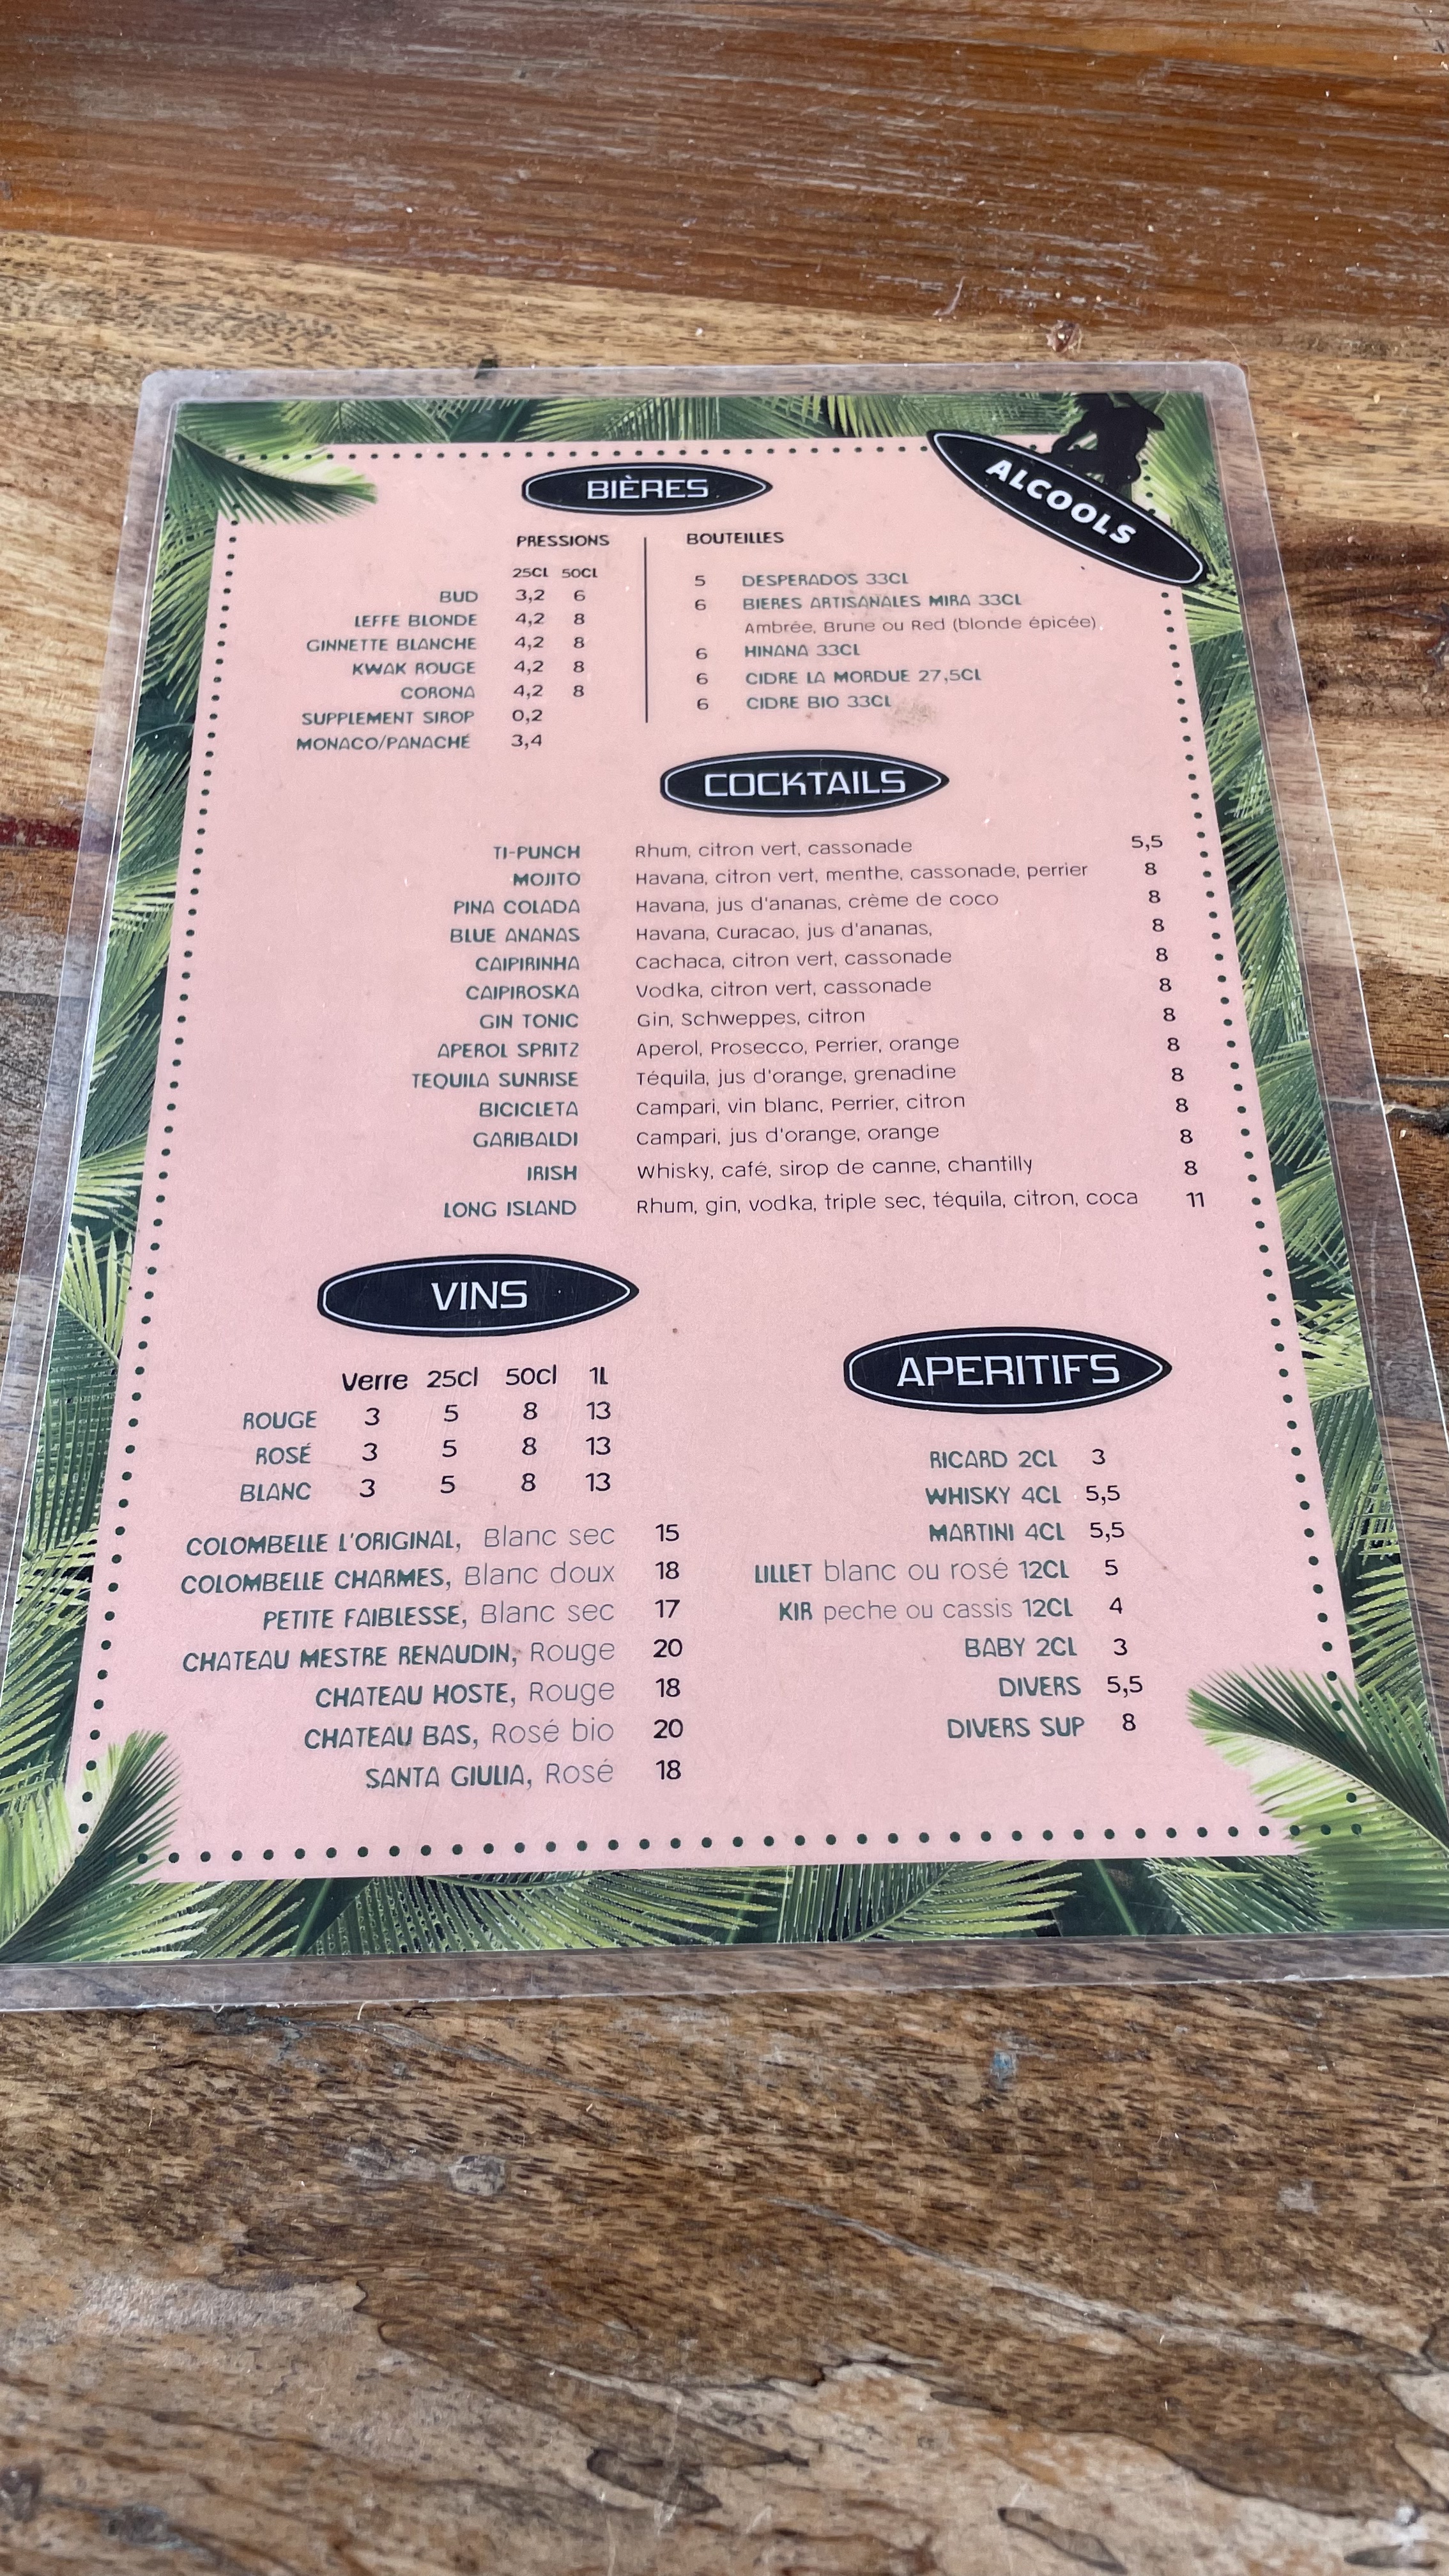 ALCOOLS
BIÈRES
PRESSIONS
25CL 50CL
BUD 3,2 6
LEFFE BLONDE 4,2 8
GINNETTE BLANCHE 4,2 8
KWAK ROUGE 4,2 8
CORONA 4,2 8
SUPPLEMENT SIROP 0,2
MONACO/PANACHÉ 3,4
BOUTEILLES
5 DESPERADOS 33CL
6 BIERES ARTISANALES MIRA 33CL
Ambrée, Brune ou Red (blonde épicée)
6 HINANA 33CL
6 CIDRE LA MORDUE 27,5CL
6 CIDRE BIO 33CL
COCKTAILS
TI-PUNCH Rhum, citron vert, cassonade 5,5
MOJITO Havana, citron vert, menthe, cassonade, perrier 8
PINA COLADA Havana, jus d'ananas, crème de coco 8
BLUE ANANAS Havana, Curacao, jus d'ananas, 8
CAIPIRINHA Cachaca, citron vert, cassonade 8
CAIPIROSKA Vodka, citron vert, cassonade 8
GIN TONIC Gin, Schweppes, citron 8
APEROL SPRITZ Aperol, Prosecco, Perrier, orange 8
TEQUILA SUNRISE Téquila, jus d'orange, grenadine 8
BICICLETA Campari, vin blanc, Perrier, citron 8
GARIBALDI Campari, jus d'orange, orange 8
IRISH Whisky, café, sirop de canne, chantilly 8
LONG ISLAND Rhum, gin, vodka, triple sec, téquila, citron, coca 11
VINS
Verre 25cl 50cl 1L
ROUGE 3 5 8 13
ROSÉ 3 5 8 13
BLANC 3 5 8 13
COLOMBELLE L'ORIGINAL, Blanc sec 15
COLOMBELLE CHARMES, Blanc doux 18
PETITE FAIBLESSE, Blanc sec 17
CHATEAU MESTRE RENAUDIN, Rouge 20
CHATEAU HOSTE, Rouge 18
CHATEAU BAS, Rosé bio 20
SANTA GIULIA, Rosé 18
APERITIFS
RICARD 2CL 3
WHISKY 4CL 5,5
MARTINI 4CL 5,5
LILLET blanc ou rosé 12CL 5
KIR peche ou cassis 12CL 4
BABY 2CL 3
DIVERS 5,5
DIVERS SUP 8